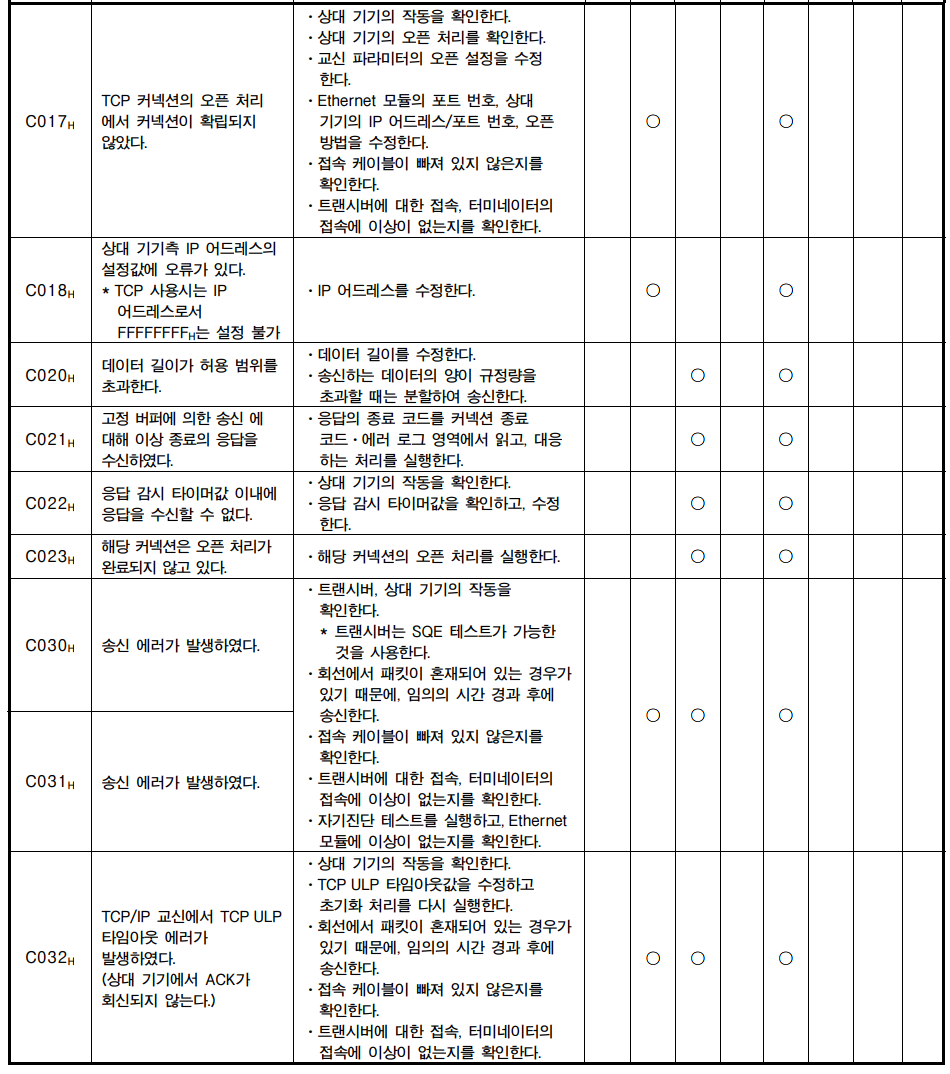 C017H
TCP 커넥션의 오픈 처리
에서 커넥션이 확립되지
않았다.
· 상대 기기의 작동을 확인한다.
· 상대 기기의 오픈 처리를 확인한다.
· 교신 파라미터의 오픈 설정을 수정
한다.
· Ethernet 모듈의 포트 번호, 상대
기기의 IP 어드레스/포트 번호, 오픈
방법을 수정한다.
· 접속 케이블이 빠져 있지 않은지를
확인한다.
· 트랜시버에 대한 접속, 터미네이터의
접속에 이상이 없는지를 확인한다.
○ ○
C018H
상대 기기측 IP 어드레스의
설정값에 오류가 있다.
* TCP 사용시는 IP
어드레스로서
FFFFFFFFH는 설정 불가
· IP 어드레스를 수정한다.
○ ○
C020H
데이터 길이가 허용 범위를
초과한다.
· 데이터 길이를 수정한다.
· 송신하는 데이터의 양이 규정량을
초과할 때는 분할하여 송신한다.
○ ○
C021H
고정 버퍼에 의한 송신 에
대해 이상 종료의 응답을
수신하였다.
· 응답의 종료 코드를 커넥션 종료
코드·에러 로그 영역에서 읽고, 대응
하는 처리를 실행한다.
○ ○
C022H
응답 감시 타이머값 이내에
응답을 수신할 수 없다.
· 상대 기기의 작동을 확인한다.
· 응답 감시 타이머값을 확인하고, 수정
한다.
○ ○
C023H
해당 커넥션은 오픈 처리가
완료되지 않고 있다.
· 해당 커넥션의 오픈 처리를 실행한다.
○ ○
C030H
송신 에러가 발생하였다.
C031H
송신 에러가 발생하였다.
· 트랜시버, 상대 기기의 작동을
확인한다.
* 트랜시버는 SQE 테스트가 가능한
것을 사용한다.
· 회선에서 패킷이 혼재되어 있는 경우가
있기 때문에, 임의의 시간 경과 후에
송신한다.
· 접속 케이블이 빠져 있지 않은지를
확인한다.
· 트랜시버에 대한 접속, 터미네이터의
접속에 이상이 없는지를 확인한다.
· 자기진단 테스트를 실행하고, Ethernet
모듈에 이상이 없는지를 확인한다.
○ ○ ○
C032H
TCP/IP 교신에서 TCP ULP
타임아웃 에러가
발생하였다.
(상대 기기에서 ACK가
회신되지 않는다.)
· 상대 기기의 작동을 확인한다.
· TCP ULP 타임아웃값을 수정하고
초기화 처리를 다시 실행한다.
· 회선에서 패킷이 혼재되어 있는 경우가
있기 때문에, 임의의 시간 경과 후에
송신한다.
· 접속 케이블이 빠져 있지 않은지를
확인한다.
· 트랜시버에 대한 접속, 터미네이터의
접속에 이상이 없는지를 확인한다.
○ ○ ○